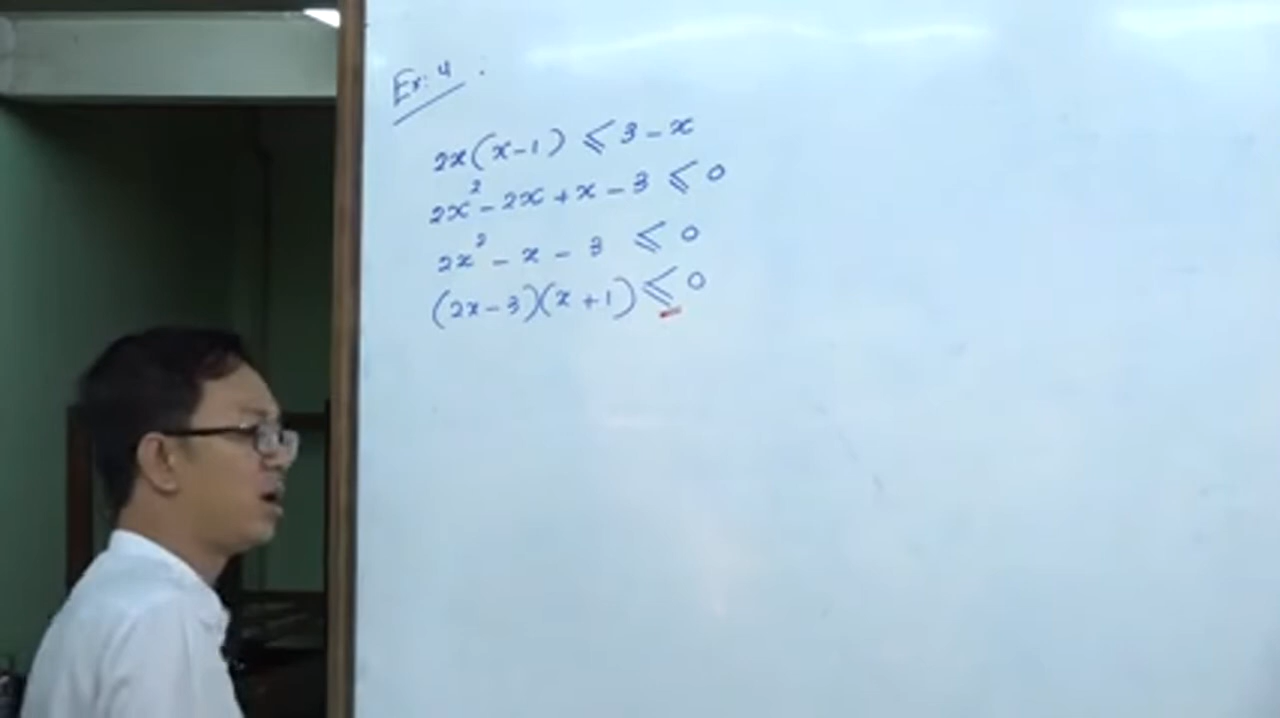 Ex: 4.
2x(x-1) ⩽ 3-x
2x²-2x+x-3 ⩽ 0
2x²-x-3 ⩽ 0
(2x-3)(x+1) ⩽ 0